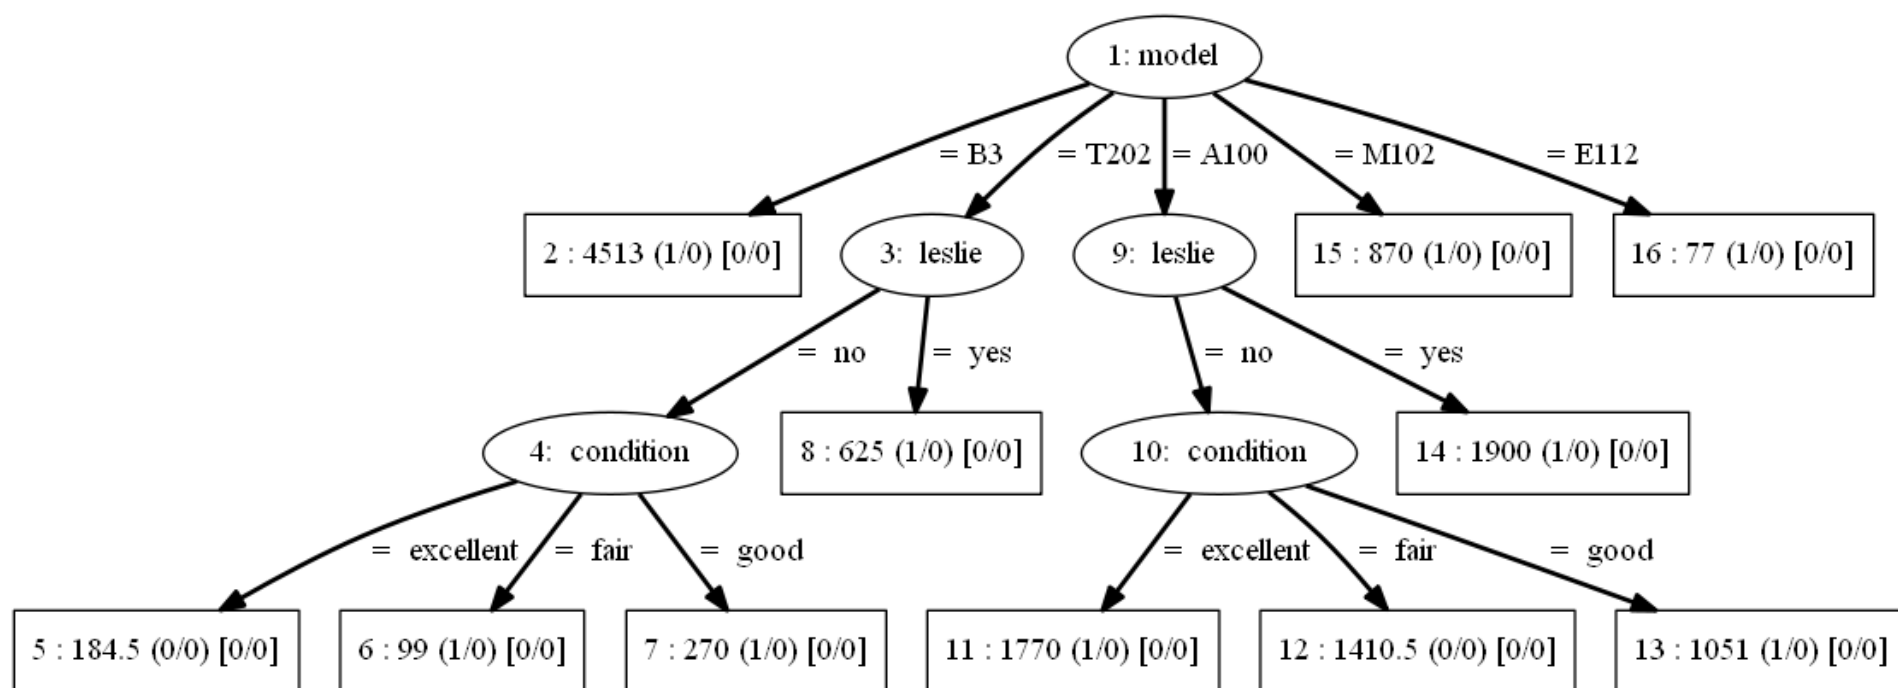 1: model
= B3
= T202
= A100
= M102
= E112
2 : 4513 (1/0) [0/0]
3: leslie
9: leslie
15 : 870 (1/0) [0/0]
16 : 77 (1/0) [0/0]
= no
= yes
= no
= yes
4: condition
8 : 625 (1/0) [0/0]
10: condition
14 : 1900 (1/0) [0/0]
= excellent
= fair
= good
= excellent
= fair
= good
5 : 184.5 (0/0) [0/0]
6 : 99 (1/0) [0/0]
7 : 270 (1/0) [0/0]
11 : 1770 (1/0) [0/0]
12 : 1410.5 (0/0) [0/0]
13 : 1051 (1/0) [0/0]